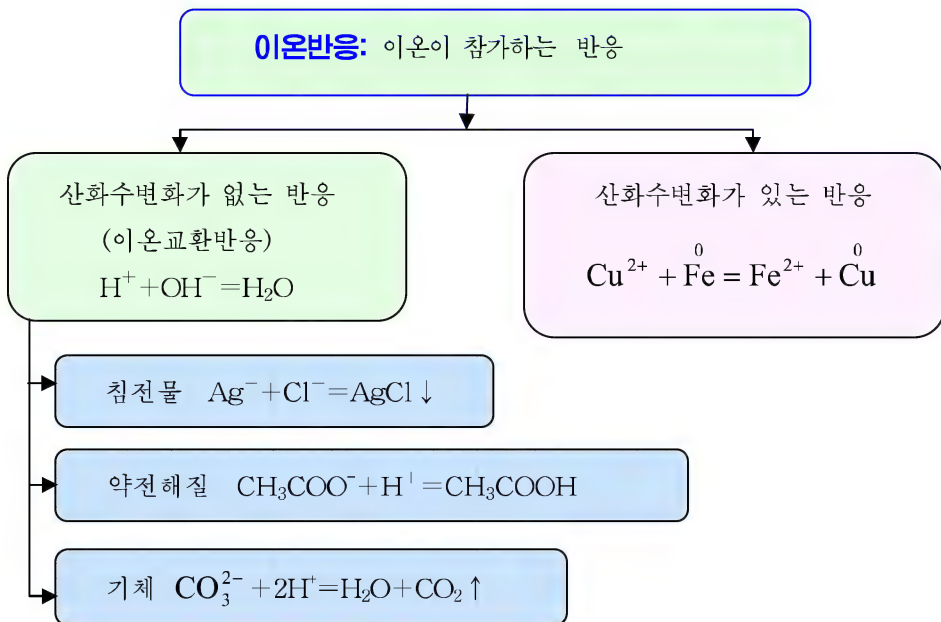 이온반응: 이온이 참가하는 반응
산화수변화가 없는 반응
(이온교환반응)
H⁺+OH⁻=H₂O
산화수변화가 있는 반응
Cu²⁺ + Fe⁰ = Fe²⁺ + Cu⁰
침전물 Ag⁻+Cl⁻=AgCl↓
약전해질 CH₃COO⁻+H⁺=CH₃COOH
기체 CO₃²⁻+2H⁺=H₂O+CO₂↑